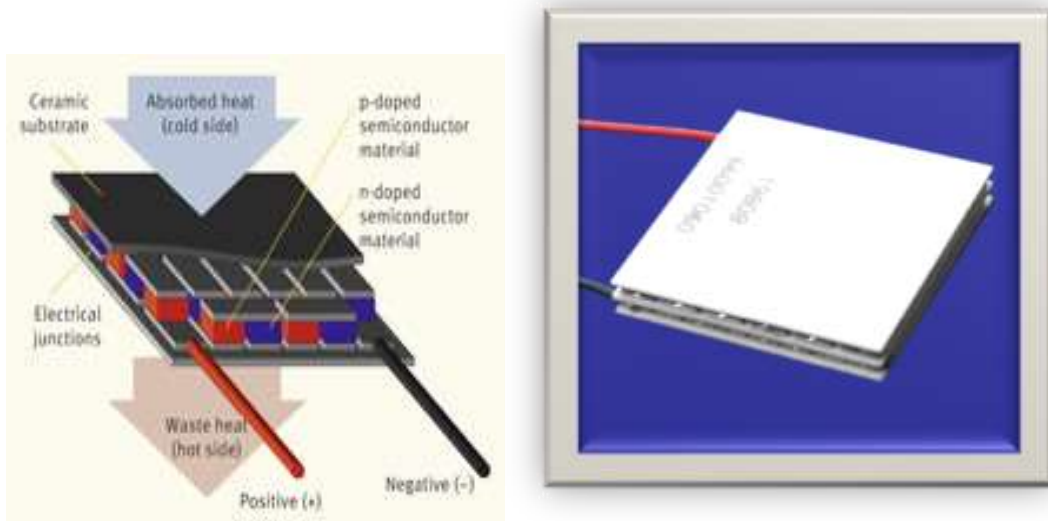 Ceramic
substrate
Absorbed heat
(cold side)
p-doped
semiconductor
material
n-doped
semiconductor
material
Electrical
junctions
Waste heat
(hot side)
Positive (+)
Negative (-)